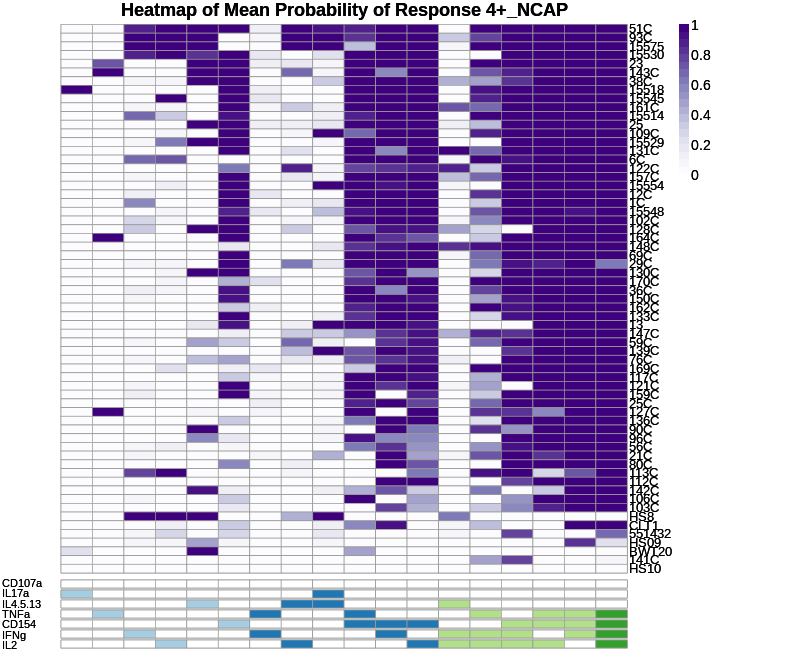 Heatmap of Mean Probability of Response 4+_NCAP
51C
93C
15575
15530
23
143C
38C
15518
15545
161C
15514
25
109C
15529
131C
6C
122C
157C
15554
12C
1C
15548
102C
128C
164C
148C
69C
29C
130C
170C
36C
150C
162C
133C
13
147C
59C
139C
76C
169C
117C
121C
159C
25C
127C
136C
90C
96C
56C
21C
80C
113C
112C
142C
106C
103C
HS8
CLT1
551432
HS09
BWT20
141C
HS10
1
0.8
0.6
0.4
0.2
0
CD107a
IL17a
IL4.5.13
TNFa
CD154
IFNg
IL2